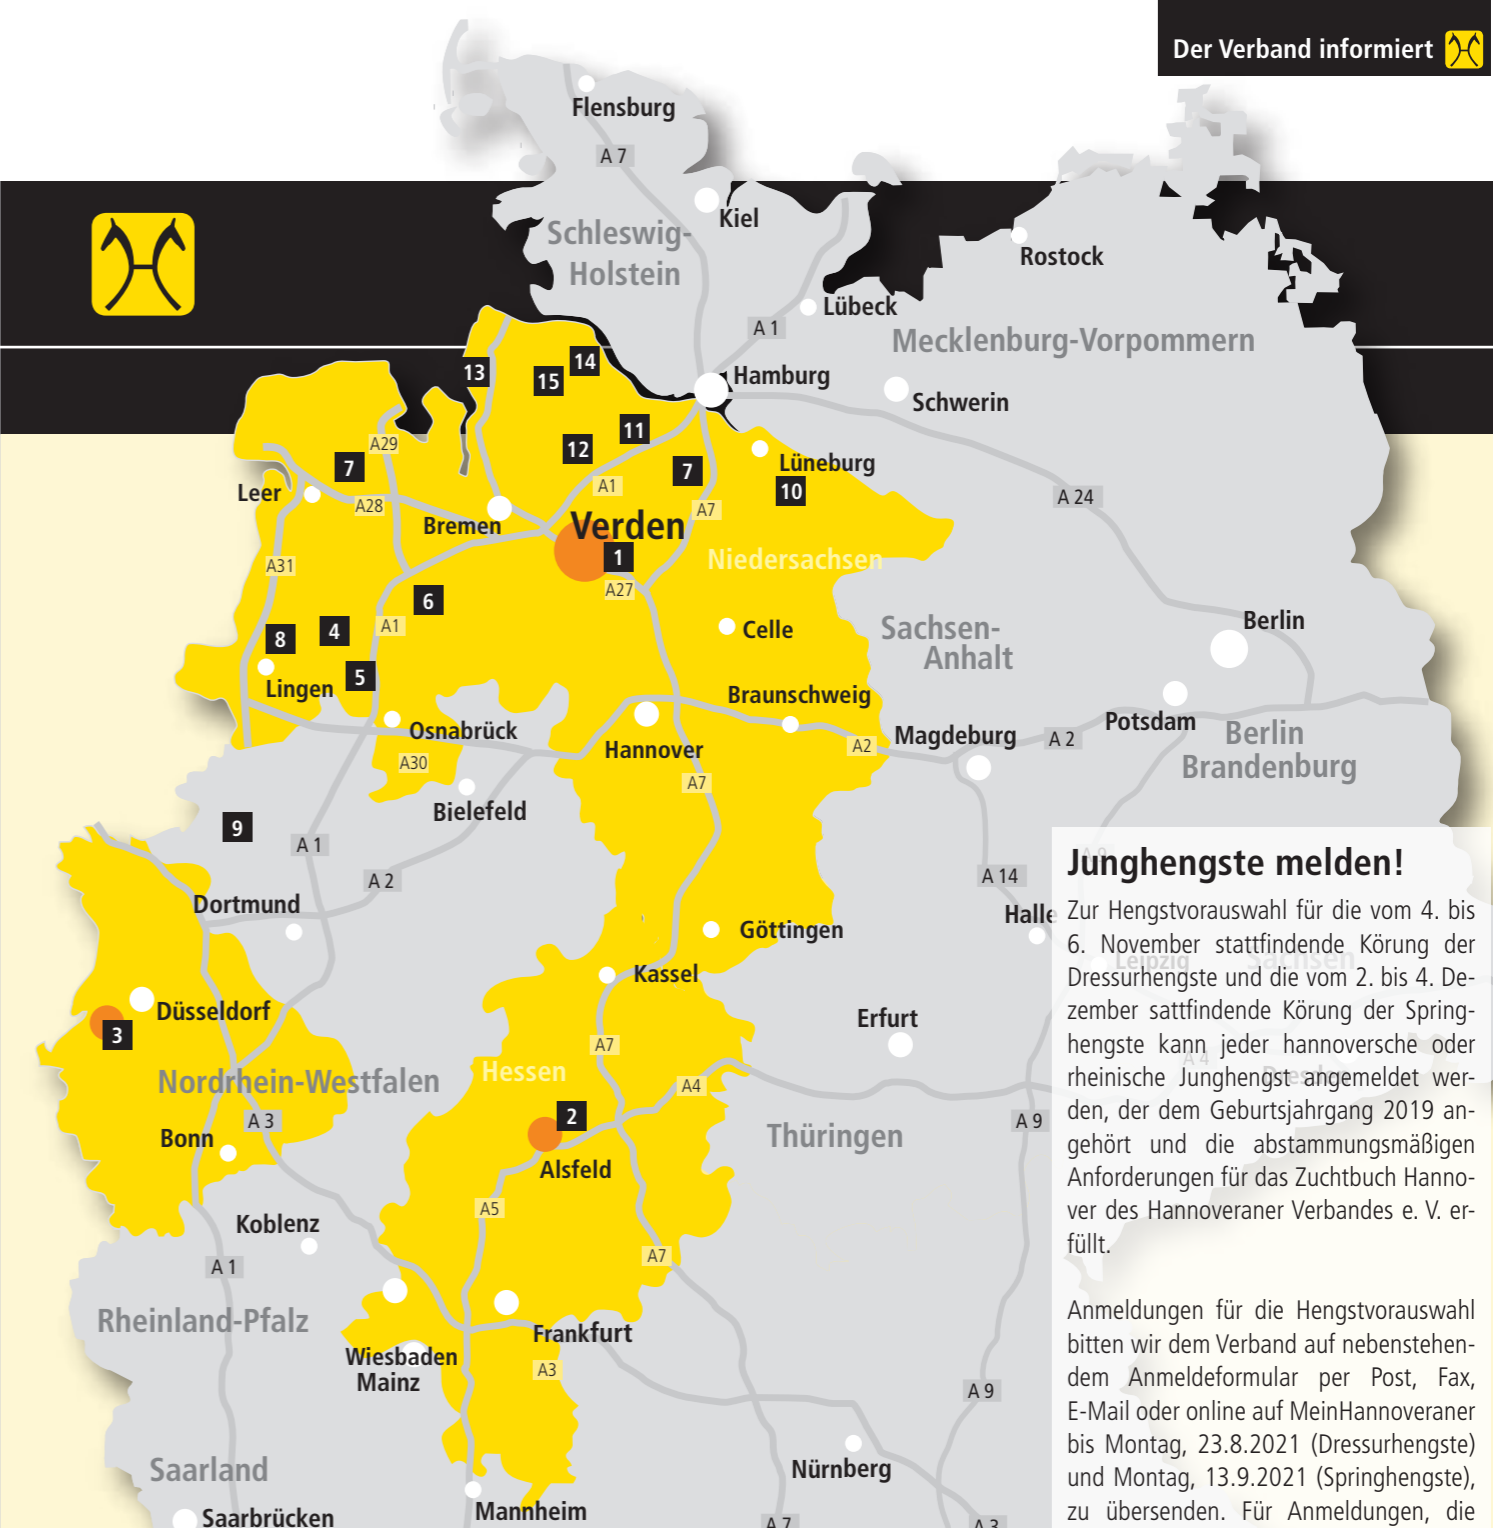 Der Verband informiert
Flensburg
A 7
Kiel
Schleswig-
Holstein
Rostock
Lübeck
A 1
Mecklenburg-Vorpommern
14
13
15
Hamburg
Schwerin
11
A29
12
7
7
Lüneburg
Leer
A1
10
A 24
A28
A7
Bremen
Verden
1
Niedersachsen
A31
A27
6
8
4
A1
Celle
Sachsen-
Anhalt
Berlin
5
Lingen
Braunschweig
Osnabrück
Hannover
A2
Magdeburg
A 2
Potsdam
Berlin
Brandenburg
A30
A7
Bielefeld
9
A 1
A 2
A 9
A 14
Dortmund
Halle
Göttingen
Leipzig
Sachsen
Kassel
Düsseldorf
3
Erfurt
A7
A 4
Dresden
Hessen
Nordrhein-Westfalen
A4
2
A 3
A 9
Bonn
Thüringen
Alsfeld
A5
Koblenz
A7
A 1
Rheinland-Pfalz
Frankfurt
Wiesbaden
Mainz
A3
A 9
Saarland
Nürnberg
Mannheim
Saarbrücken
A 7
A 3
Junghengste melden!
Zur Hengstvorauswahl für die vom 4. bis
6. November stattfindende Körung der
Dressurhengste und die vom 2. bis 4. De-
zember sattfindende Körung der Spring-
hengste kann jeder hannoversche oder
rheinische Junghengst angemeldet wer-
den, der dem Geburtsjahrgang 2019 an-
gehört und die abstammungsmäßigen
Anforderungen für das Zuchtbuch Hanno-
ver des Hannoveraner Verbandes e. V. er-
füllt.
Anmeldungen für die Hengstvorauswahl
bitten wir dem Verband auf nebenstehen-
dem Anmeldeformular per Post, Fax,
E-Mail oder online auf MeinHannoveraner
bis Montag, 23.8.2021 (Dressurhengste)
und Montag, 13.9.2021 (Springhengste),
zu übersenden. Für Anmeldungen, die